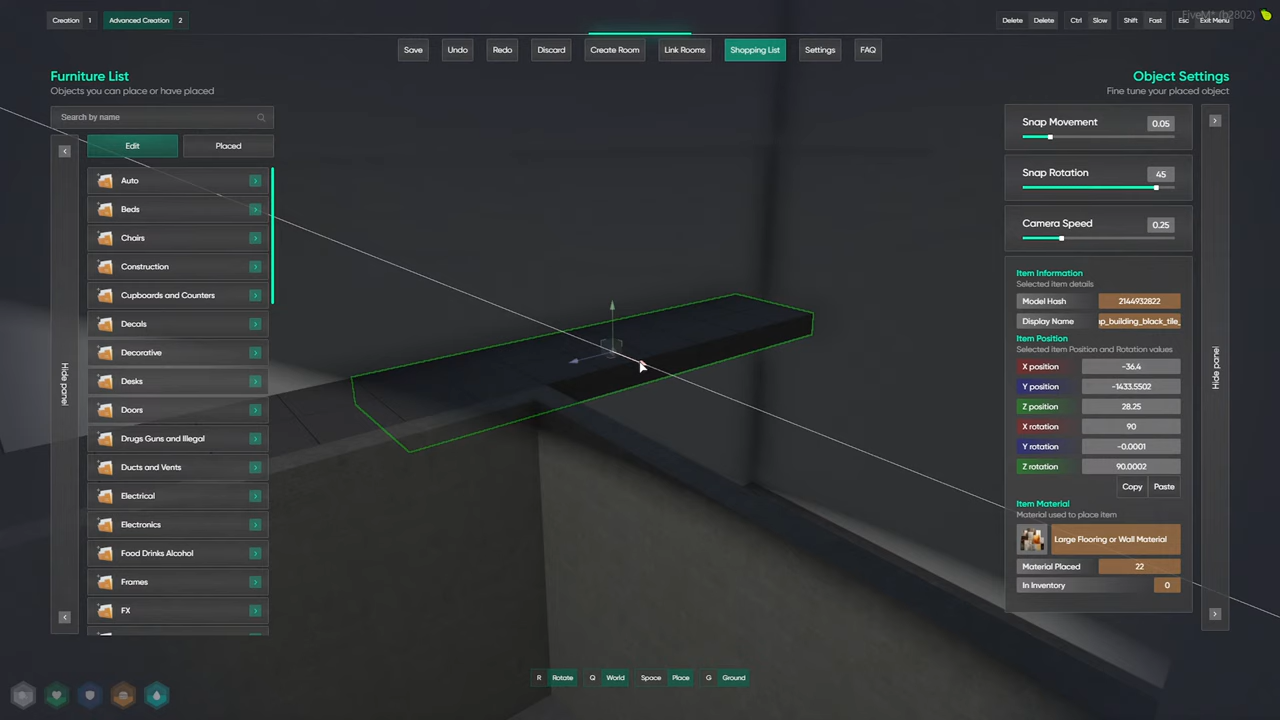 Creation 1 Advanced Creation 2
Delete Delete Ctrl Slow Shift Fast Esc Exit Menu
FiveM* (b2802)
Save Undo Redo Discard Create Room Link Rooms Shopping List Settings FAQ
Furniture List
Objects you can place or have placed
Search by name
Edit Placed
Auto
Beds
Chairs
Construction
Cupboards and Counters
Decals
Decorative
Desks
Doors
Drugs Guns and Illegal
Ducts and Vents
Electrical
Electronics
Food Drinks Alcohol
Frames
FX
Hide panel
Object Settings
Fine tune your placed object
Snap Movement 0.05
Snap Rotation 45
Camera Speed 0.25
Item Information
Selected item details
Model Hash 2144932822
Display Name p_building_black_tile_
Item Position
Selected item Position and Rotation values
X position -36.4
Y position -1433.5502
Z position 28.25
X rotation 90
Y rotation -0.0001
Z rotation 90.0002
Copy Paste
Item Material
Material used to place item
Large Flooring or Wall Material
Material Placed 22
In Inventory 0
Hide panel
R Rotate Q World Space Place G Ground